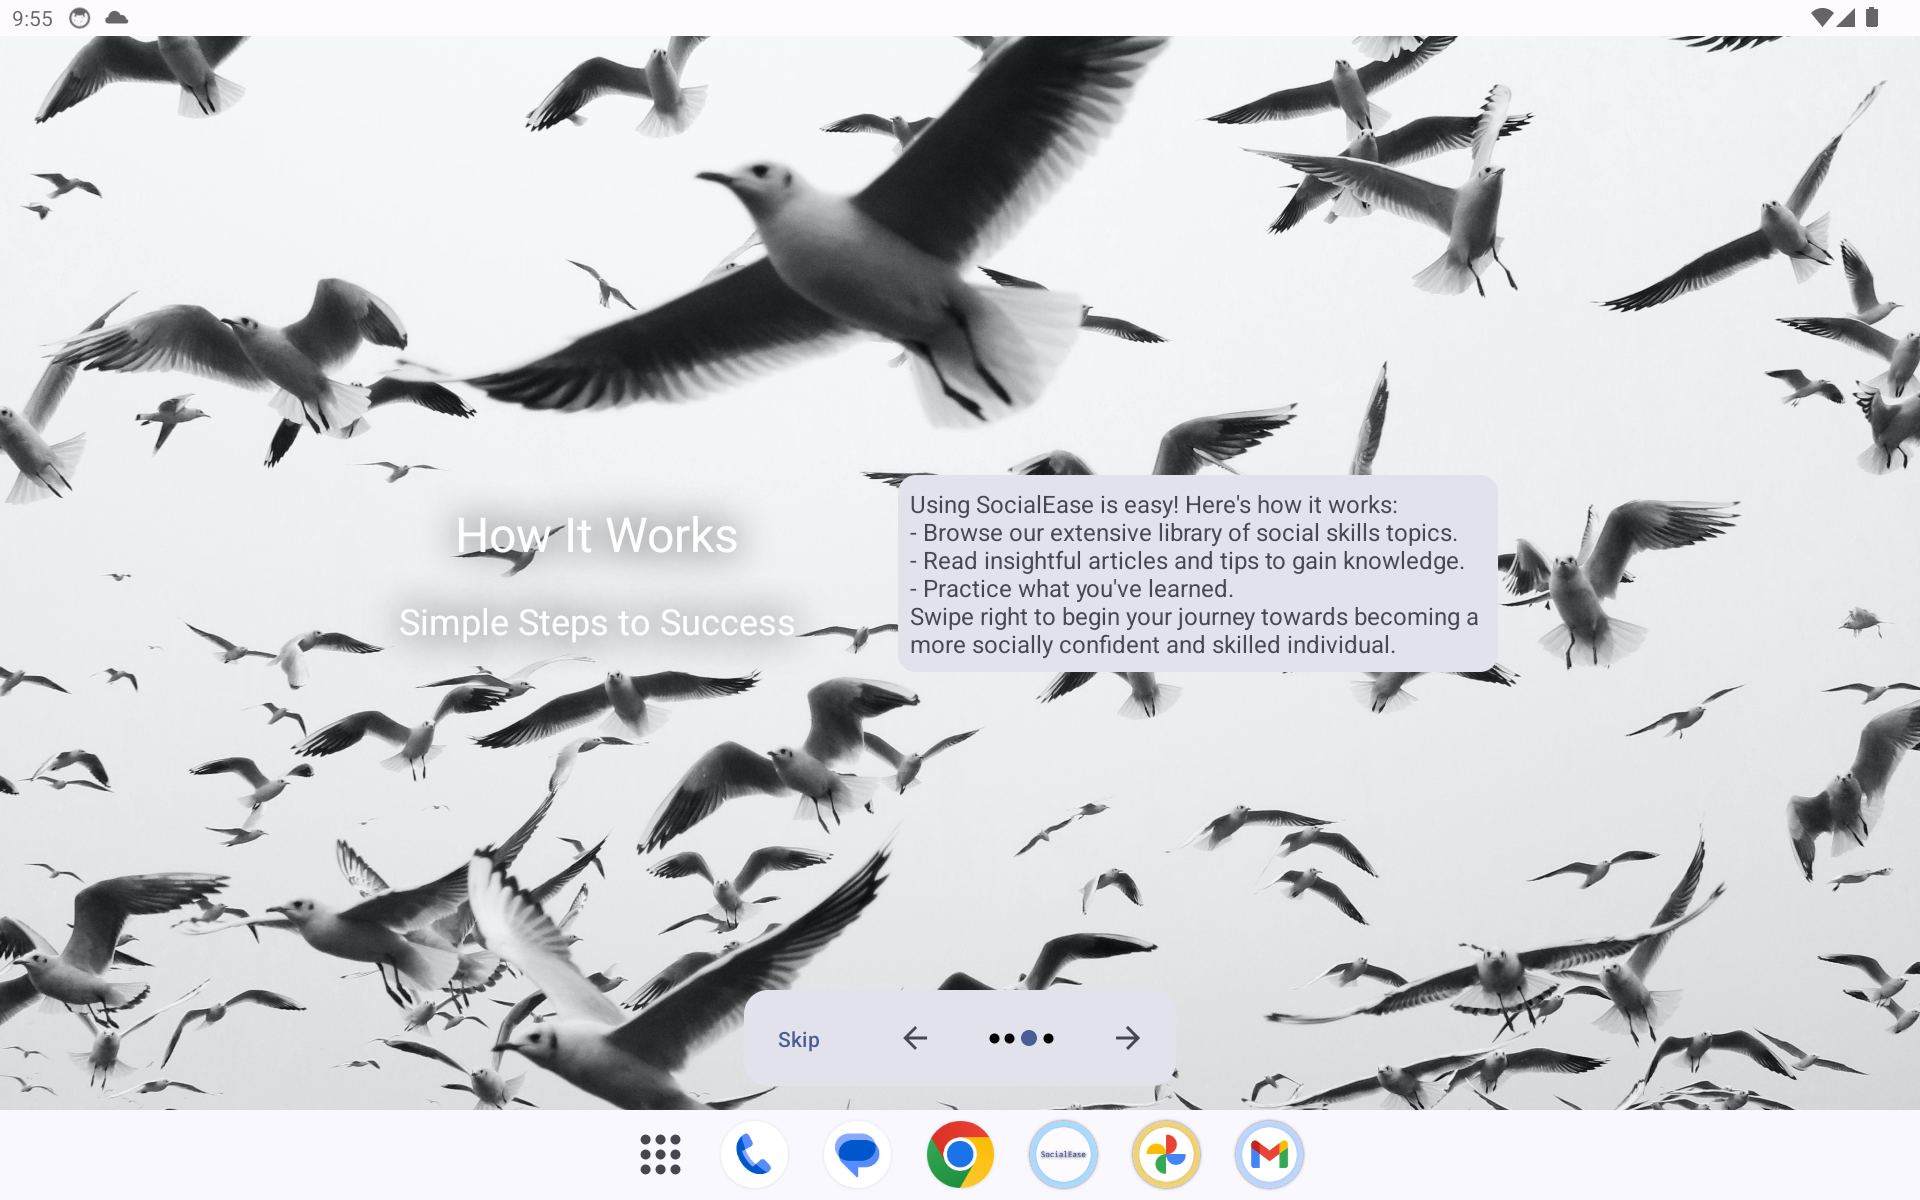 9:55
How It Works
Simple Steps to Success
Using SocialEase is easy! Here's how it works:
- Browse our extensive library of social skills topics.
- Read insightful articles and tips to gain knowledge.
- Practice what you've learned.
Swipe right to begin your journey towards becoming a
more socially confident and skilled individual.
Skip
SocialEase